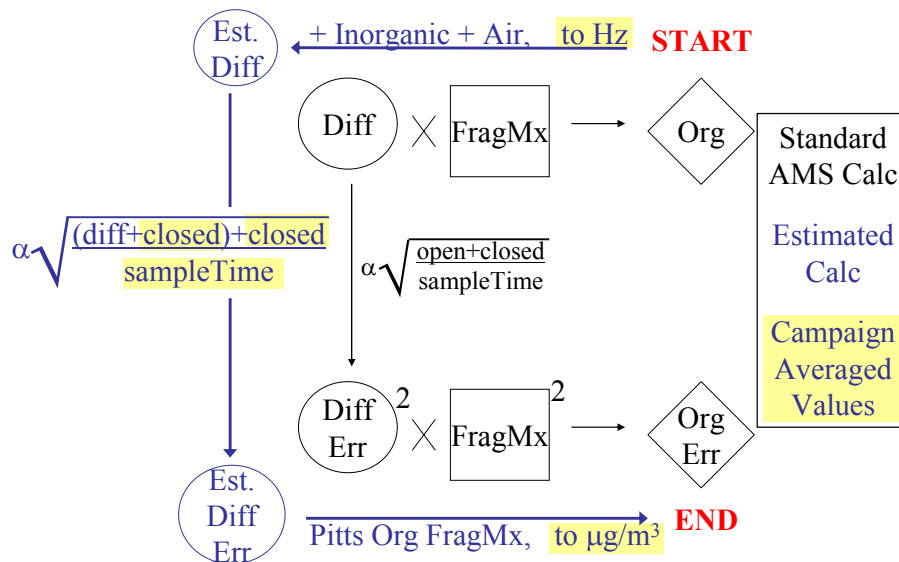 Est.
Diff
+ Inorganic + Air, to Hz
START
Diff
FragMx
Org
Standard
AMS Calc
Estimated
Calc
Campaign
Averaged
Values
α√(diff+closed)+closed
sampleTime
α√open+closed
sampleTime
Diff
Err
2
FragMx
2
Org
Err
Est.
Diff
Err
Pitts Org FragMx, to μg/m³
END